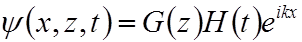 ψ(x, z, t) = G(z)H(t)e^{ikx}